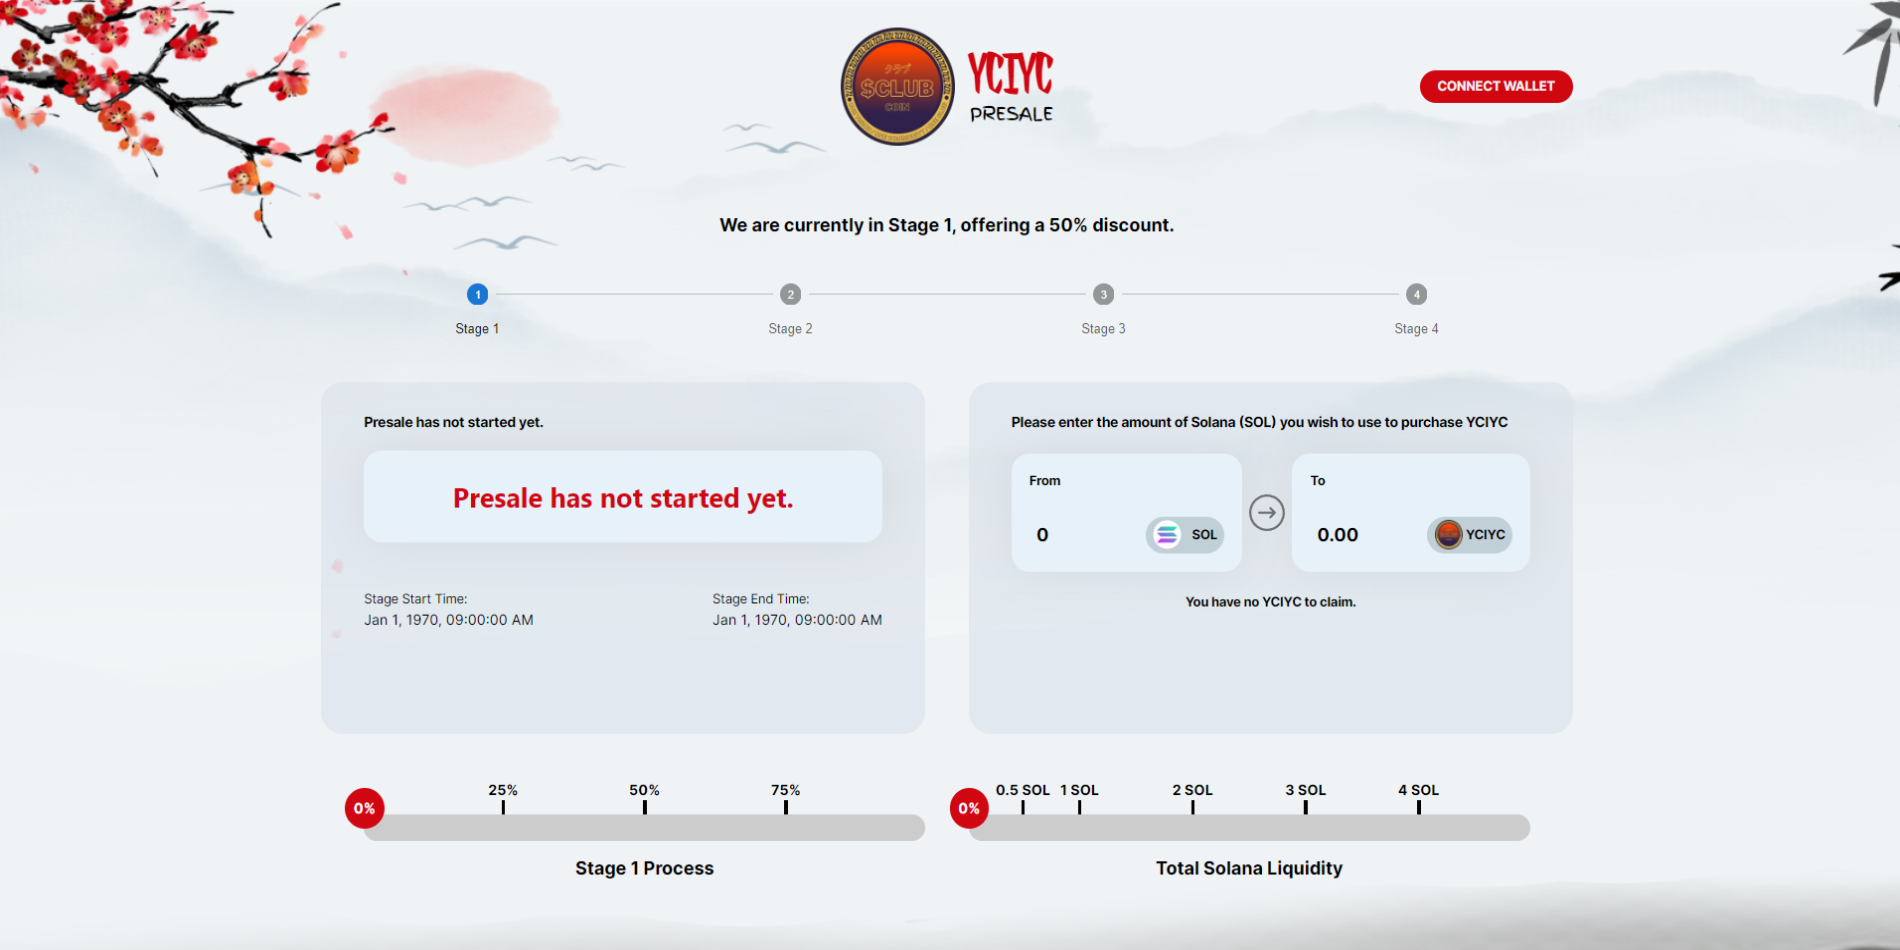 クラブ
$CLUB
COIN
YCIYC
PRESALE
CONNECT WALLET
We are currently in Stage 1, offering a 50% discount.
1
2
3
4
Stage 1
Stage 2
Stage 3
Stage 4
Presale has not started yet.
Presale has not started yet.
Stage Start Time:
Jan 1, 1970, 09:00:00 AM
Stage End Time:
Jan 1, 1970, 09:00:00 AM
Please enter the amount of Solana (SOL) you wish to use to purchase YCIYC
From
0
SOL
To
0.00
YCIYC
You have no YCIYC to claim.
0%
25%
50%
75%
Stage 1 Process
0%
0.5 SOL
1 SOL
2 SOL
3 SOL
4 SOL
Total Solana Liquidity